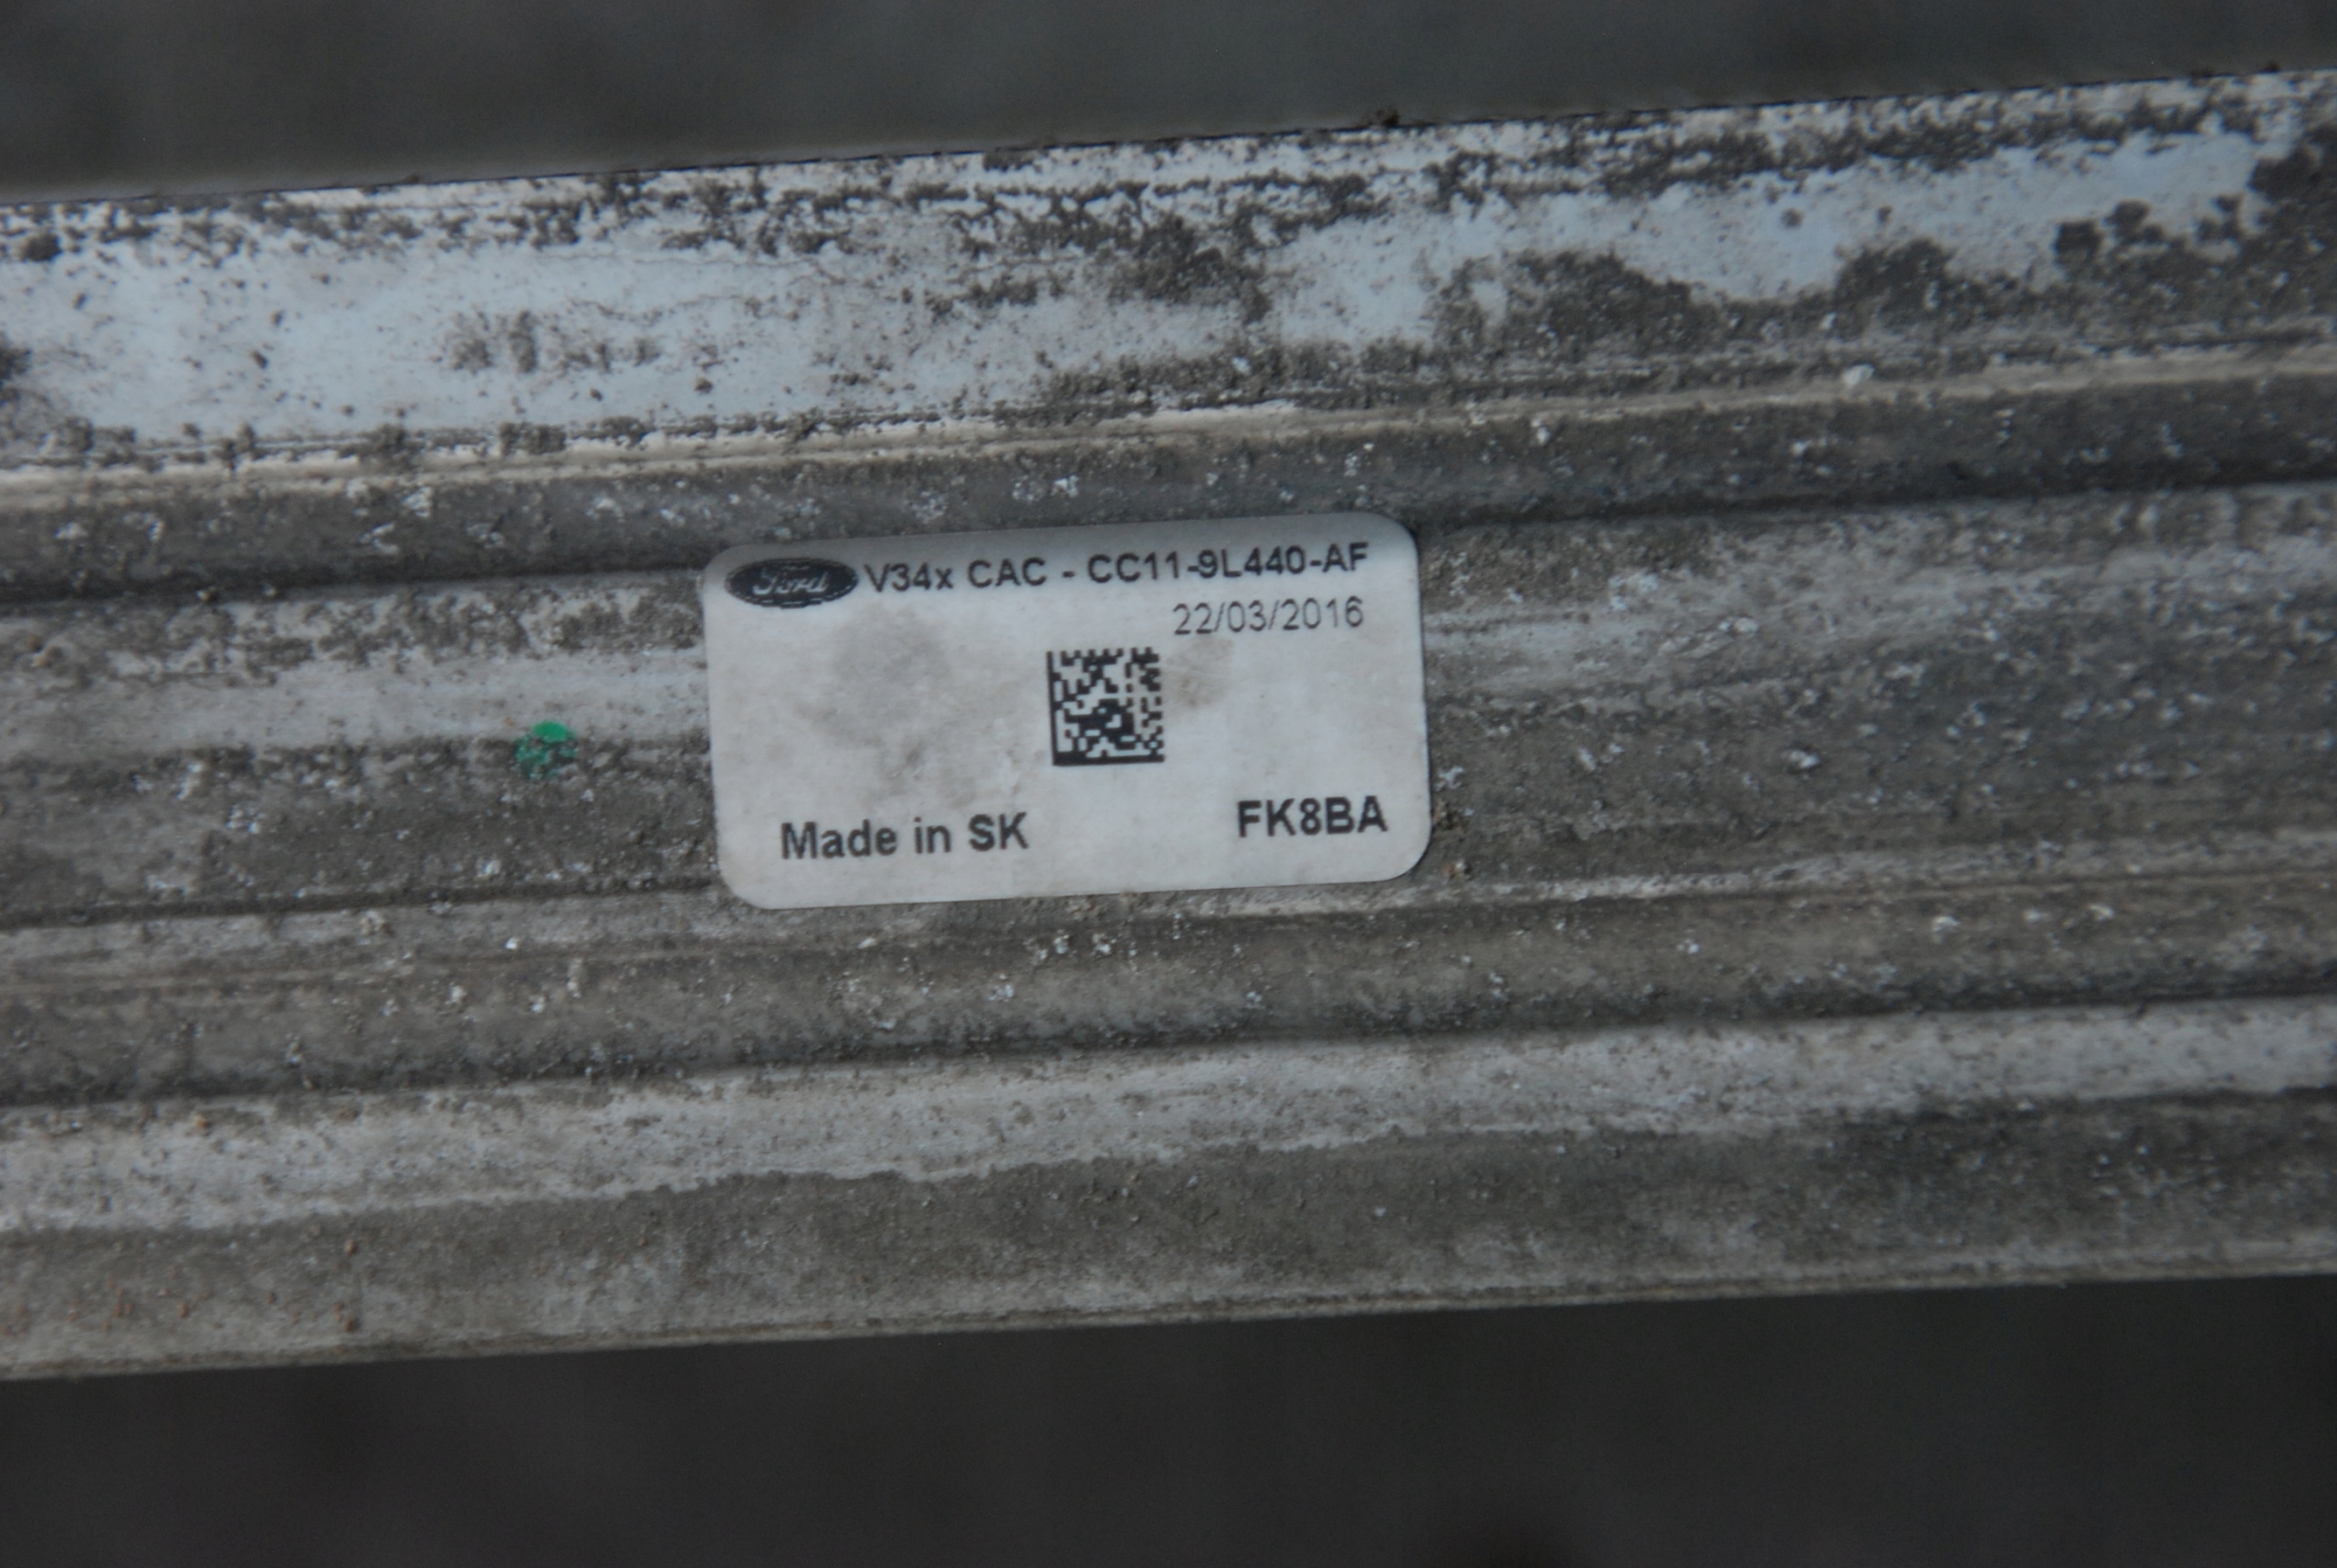 Ford V34x CAC - CC11-9L440-AF
22/03/2016
Made in SK FK8BA